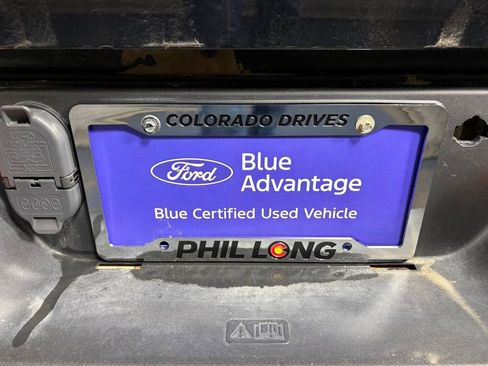 COLORADO DRIVES
Ford
Blue
Advantage
Blue Certified Used Vehicle
PHIL LONG